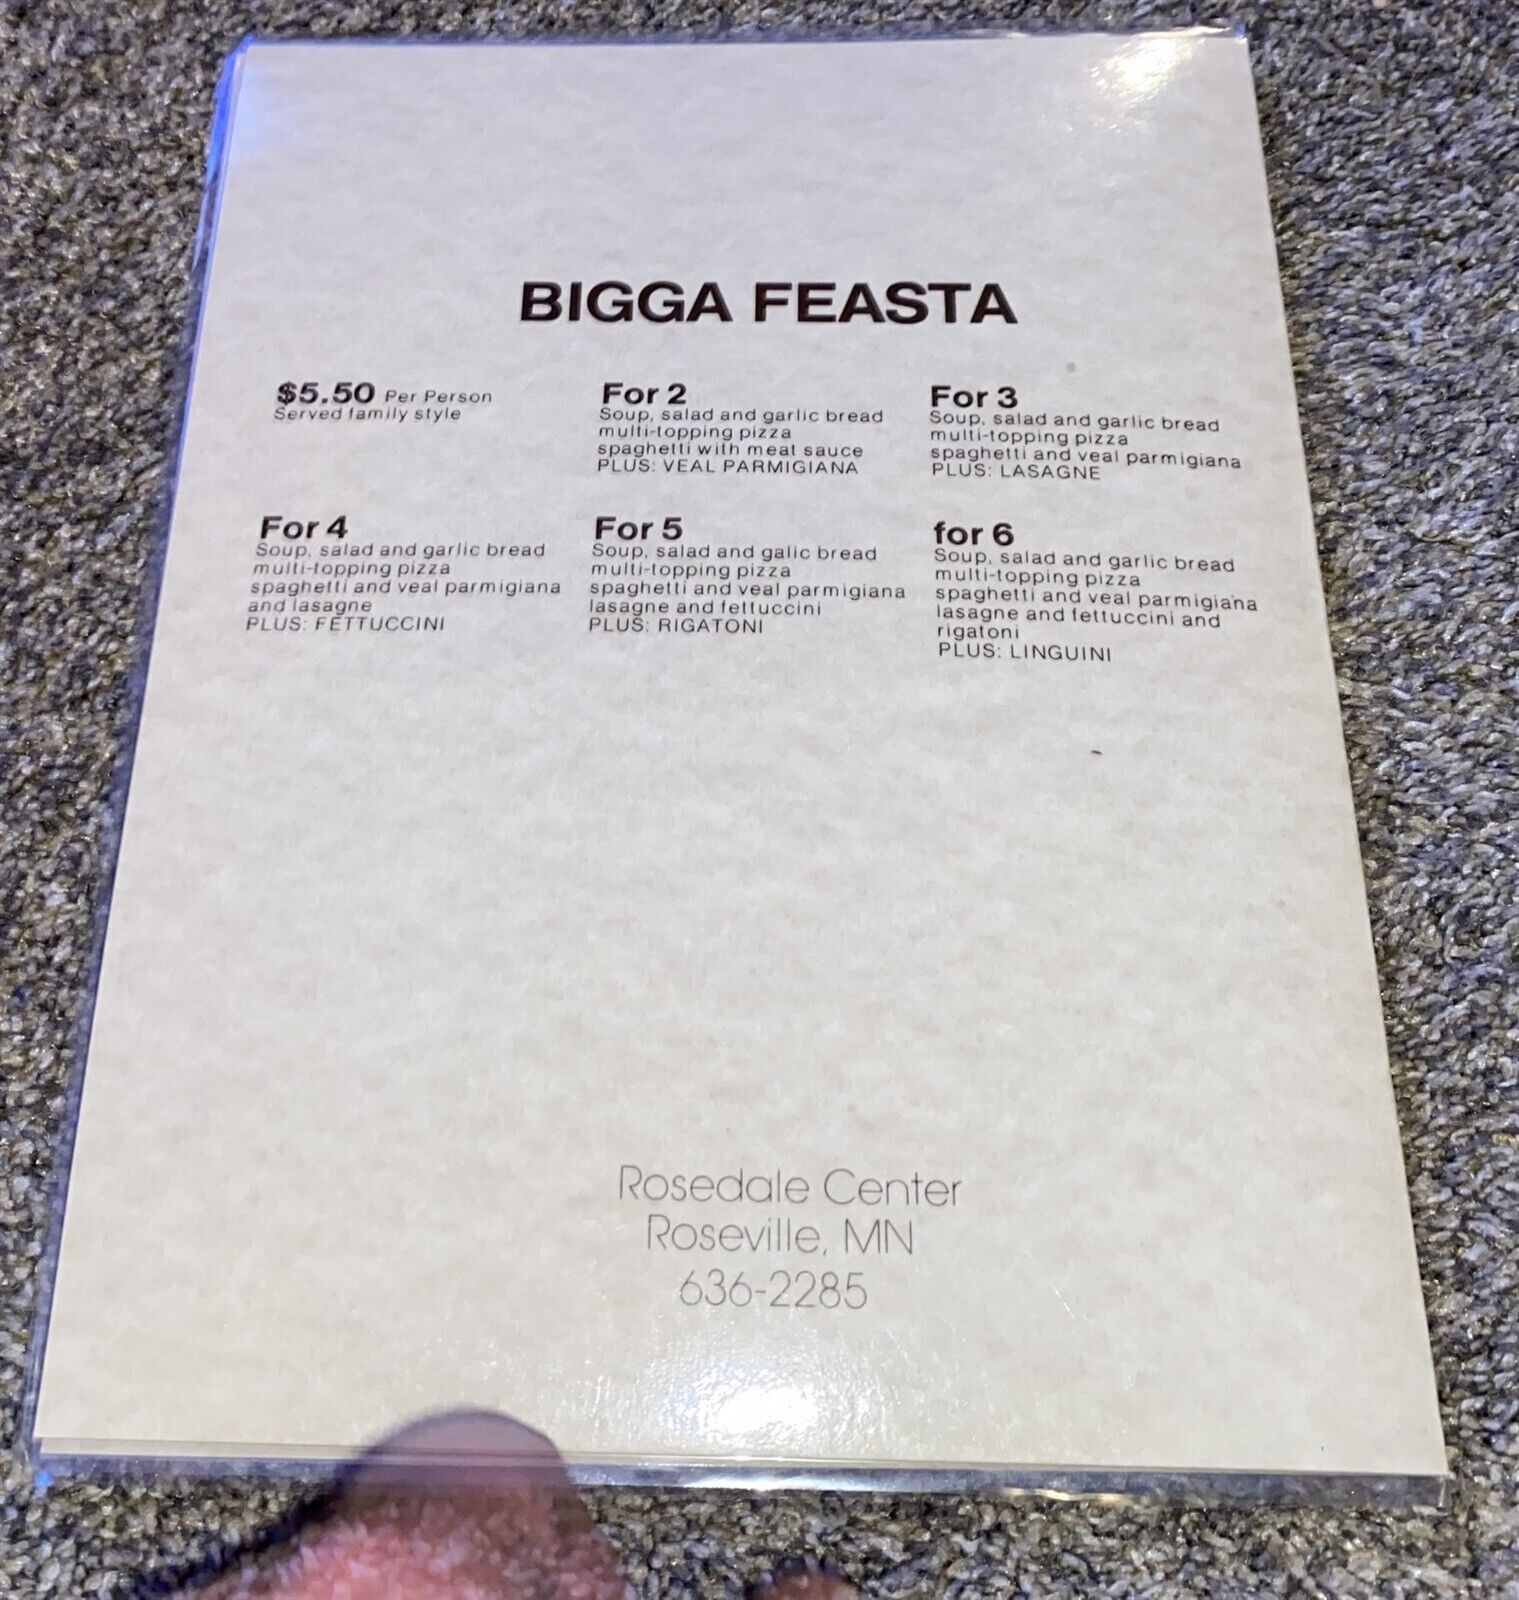 BIGGA FEASTA
$5.50 Per Person
Served family style
For 2
Soup, salad and garlic bread
multi-topping pizza
spaghetti with meat sauce
PLUS: VEAL PARMIGIANA
For 3
Soup, salad and garlic bread
multi-topping pizza
spaghetti and veal parmigiana
PLUS: LASAGNE
For 4
Soup, salad and garlic bread
multi-topping pizza
spaghetti and veal parmigiana
and lasagne
PLUS: FETTUCCINI
For 5
Soup, salad and galic bread
multi-topping pizza
spaghetti and veal parmigiana
lasagne and fettuccini
PLUS: RIGATONI
for 6
Soup, salad and garlic bread
multi-topping pizza
spaghetti and veal parmigiana
lasagne and fettuccini and
rigatoni
PLUS: LINGUINI
Rosedale Center
Roseville, MN
636-2285